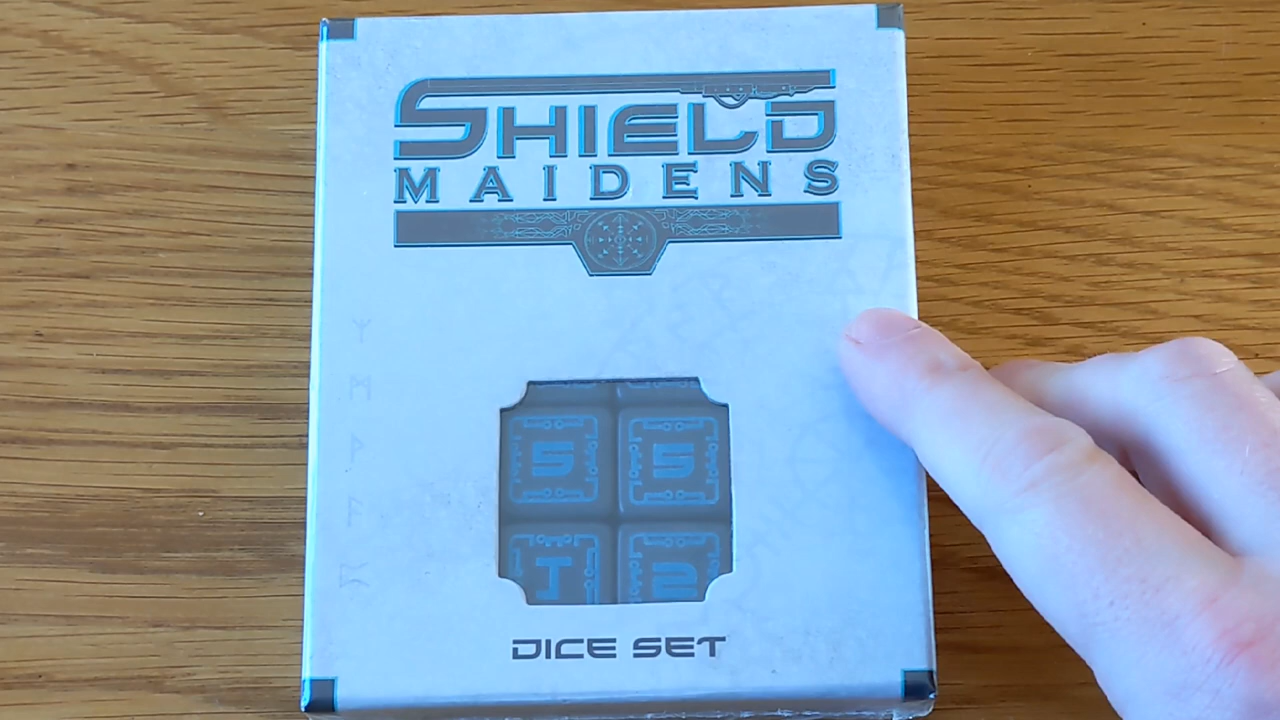 SHIELD
MAIDENS
5 5
1 2
ᛉ
ᛗ
ᚹ
ᚨ
DICE SET